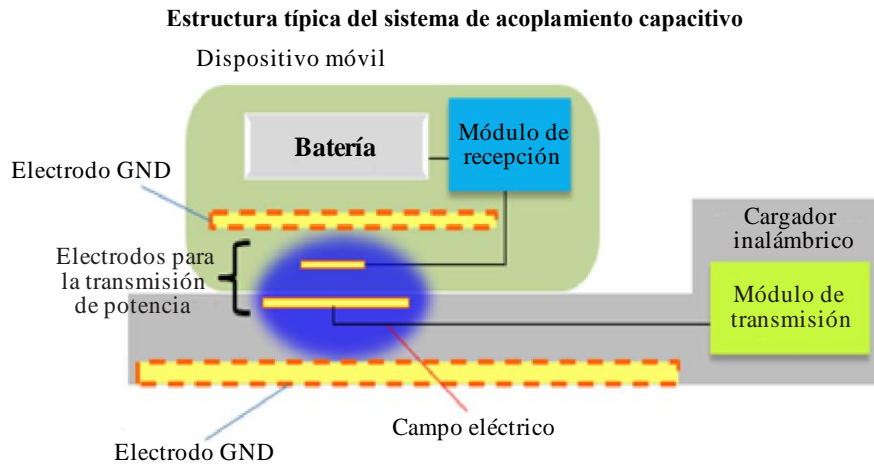 Estructura típica del sistema de acoplamiento capacitivo
Dispositivo móvil
Batería
Módulo de
recepción
Electrodo GND
Cargador
inalámbrico
Electrodos para
la transmisión
de potencia
Módulo de
transmisión
Campo eléctrico
Electrodo GND